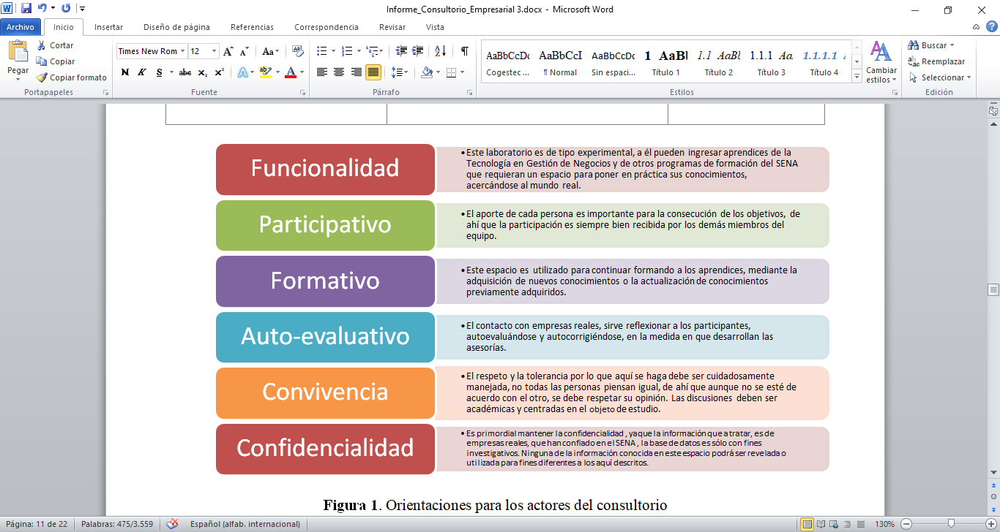 Informe_Consultorio_Empresarial 3.docx - Microsoft Word
Archivo Inicio Insertar Diseño de página Referencias Correspondencia Revisar Vista
Pegar
Cortar
Copiar
Copiar formato
Portapapeles
Times New Rom 12
N K S abc x₂ x²
Fuente
Párrafo
AaBbCcDc AaBbCcI AaBbCcDc 1 AaBl 1.1 AaBl 1.1.1 Aa. 1.1.1.1
Cogestec ... ¶ Normal Sin espaci... Título 1 Título 2 Título 3 Título 4
Estilos
Cambiar
estilos
Buscar
Reemplazar
Seleccionar
Edición
Funcionalidad
•Este laboratorio es de tipo experimental, a él pueden ingresar aprendices de la
Tecnología en Gestión de Negocios y de otros programas de formación del SENA
que requieran un espacio para poner en práctica sus conocimientos,
acercándose al mundo real.
Participativo
•El aporte de cada persona es importante para la consecución de los objetivos, de
ahí que la participación es siempre bien recibida por los demás miembros del
equipo.
Formativo
•Este espacio es utilizado para continuar formando a los aprendices, mediante la
adquisición de nuevos conocimientos o la actualización de conocimientos
previamente adquiridos.
Auto-evaluativo
•El contacto con empresas reales, sirve reflexionar a los participantes,
autoevaluándose y autocorrigiéndose, en la medida en que desarrollan las
asesorías.
Convivencia
•El respeto y la tolerancia por lo que aquí se haga debe ser cuidadosamente
manejada, no todas las personas piensan igual, de ahí que aunque no se esté de
acuerdo con el otro, se debe respetar su opinión. Las discusiones deben ser
académicas y centradas en el objeto de estudio.
Confidencialidad
• Es primordial mantener la confidencialidad , ya que la información que a tratar, es de
empresas reales, que han confiado en el SENA , la base de datos es sólo con fines
investigativos. Ninguna de la información conocida en este espacio podrá ser revelada o
utilizada para fines diferentes a los aquí descritos.
Figura 1. Orientaciones para los actores del consultorio
Página: 11 de 22 Palabras: 475/3.559 Español (alfab. internacional) 130%